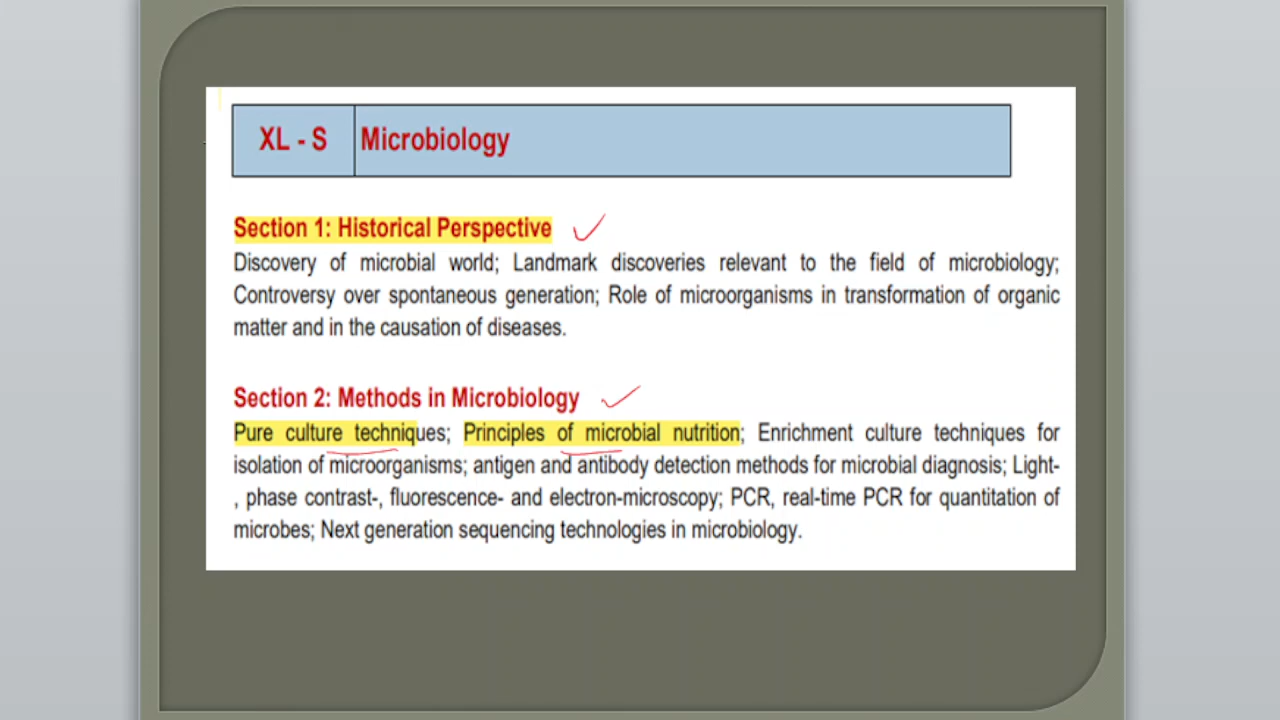 XL - S Microbiology
Section 1: Historical Perspective
Discovery of microbial world; Landmark discoveries relevant to the field of microbiology;
Controversy over spontaneous generation; Role of microorganisms in transformation of organic
matter and in the causation of diseases.
Section 2: Methods in Microbiology
Pure culture techniques; Principles of microbial nutrition; Enrichment culture techniques for
isolation of microorganisms; antigen and antibody detection methods for microbial diagnosis; Light-
, phase contrast-, fluorescence- and electron-microscopy; PCR, real-time PCR for quantitation of
microbes; Next generation sequencing technologies in microbiology.